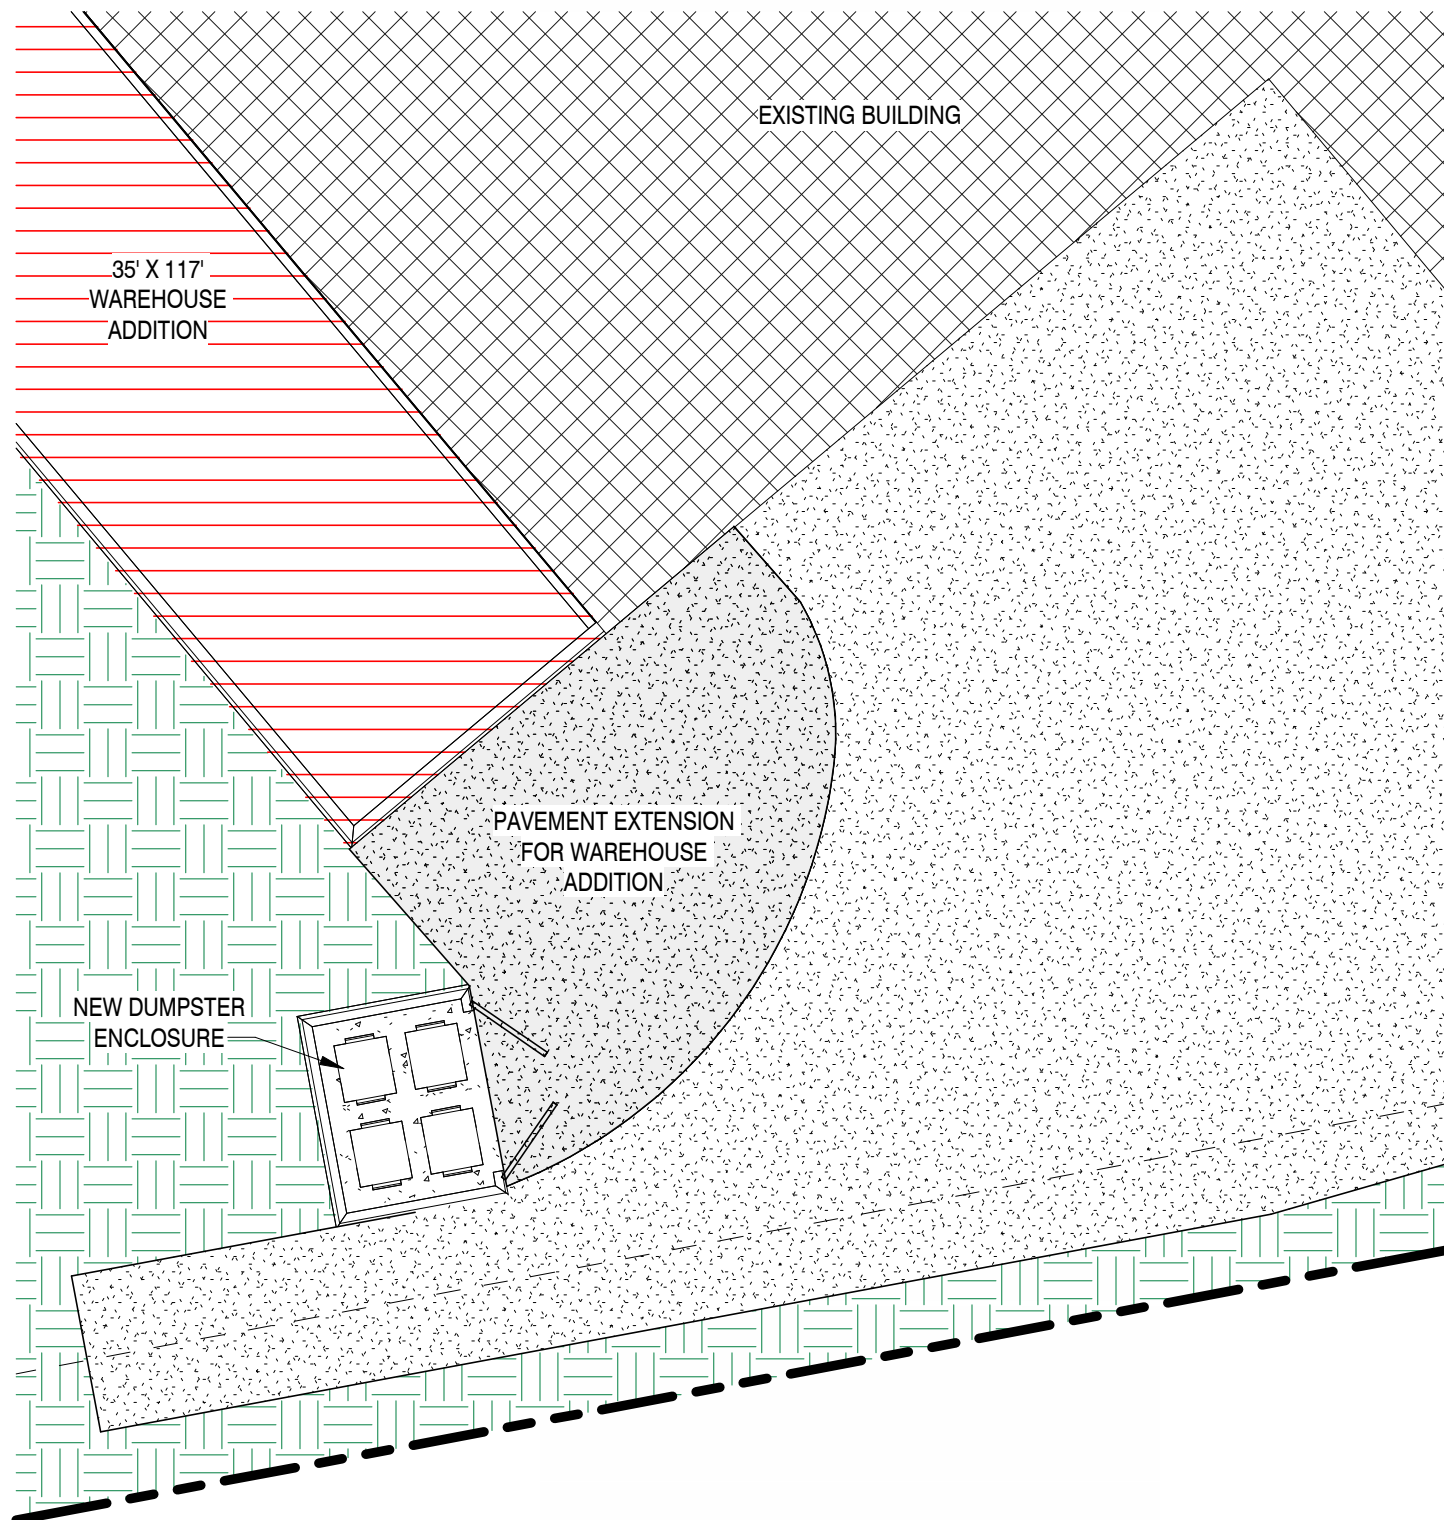 EXISTING BUILDING
35' X 117'
WAREHOUSE
ADDITION
PAVEMENT EXTENSION
FOR WAREHOUSE
ADDITION
NEW DUMPSTER
ENCLOSURE